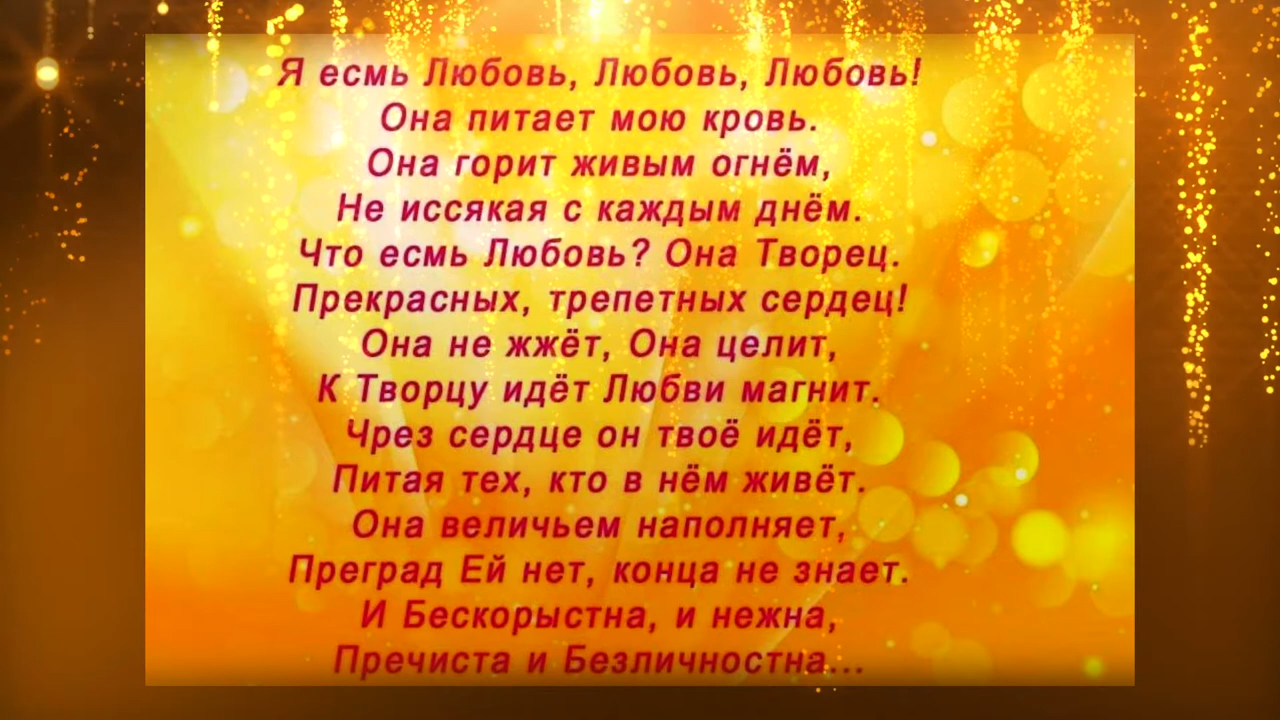 Я есмь Любовь, Любовь, Любовь!
Она питает мою кровь.
Она горит живым огнём,
Не иссякая с каждым днём.
Что есмь Любовь? Она Творец.
Прекрасных, трепетных сердец!
Она не жжёт, Она целит,
К Творцу идёт Любви магнит.
Чрез сердце он твоё идёт,
Питая тех, кто в нём живёт.
Она величьем наполняет,
Преград Ей нет, конца не знает.
И Бескорыстна, и нежна,
Пречиста и Безличностна...